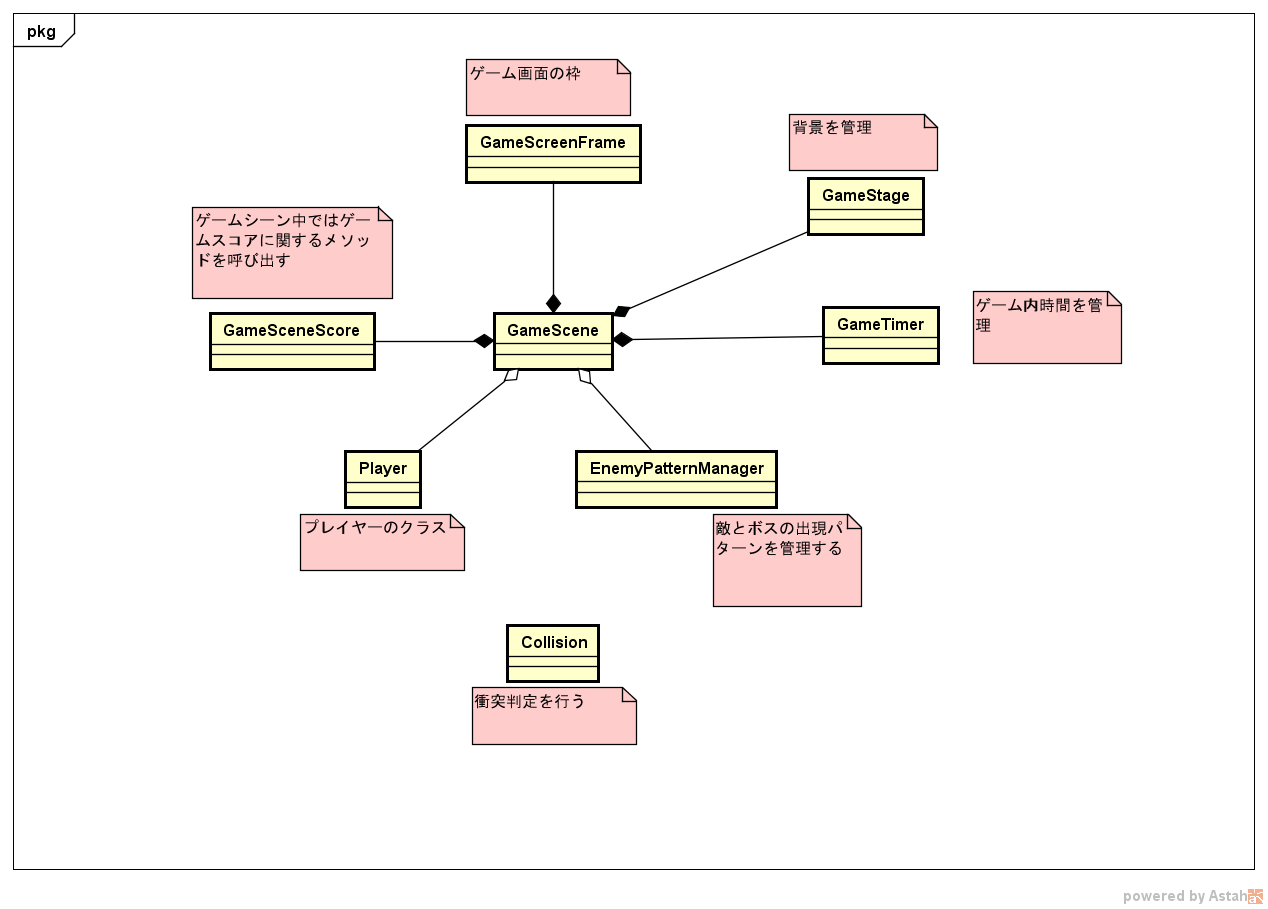 pkg
ゲーム画面の枠
GameScreenFrame
背景を管理
GameStage
ゲームシーン中ではゲー
ムスコアに関するメソッ
ドを呼び出す
GameSceneScore
GameScene
GameTimer
ゲーム内時間を管
理
Player
EnemyPatternManager
プレイヤーのクラス
敵とボスの出現パ
ターンを管理する
Collision
衝突判定を行う
powered by Astah